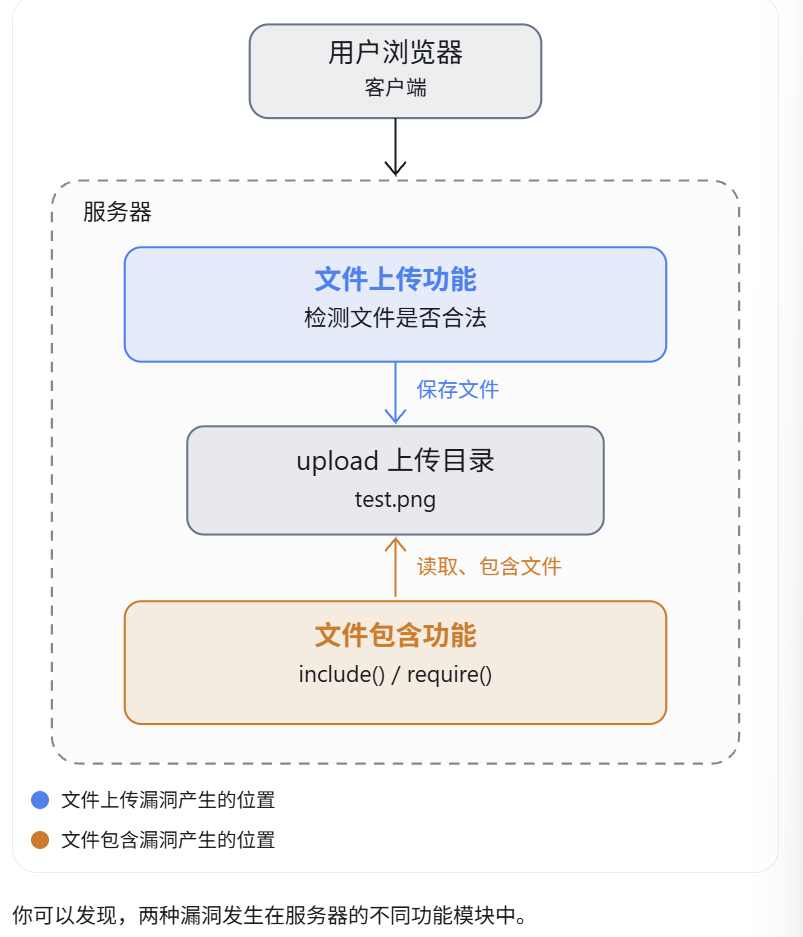 用户浏览器
客户端
服务器
文件上传功能
检测文件是否合法
保存文件
upload 上传目录
test.png
读取、包含文件
文件包含功能
include() / require()
文件上传漏洞产生的位置
文件包含漏洞产生的位置
你可以发现，两种漏洞发生在服务器的不同功能模块中。